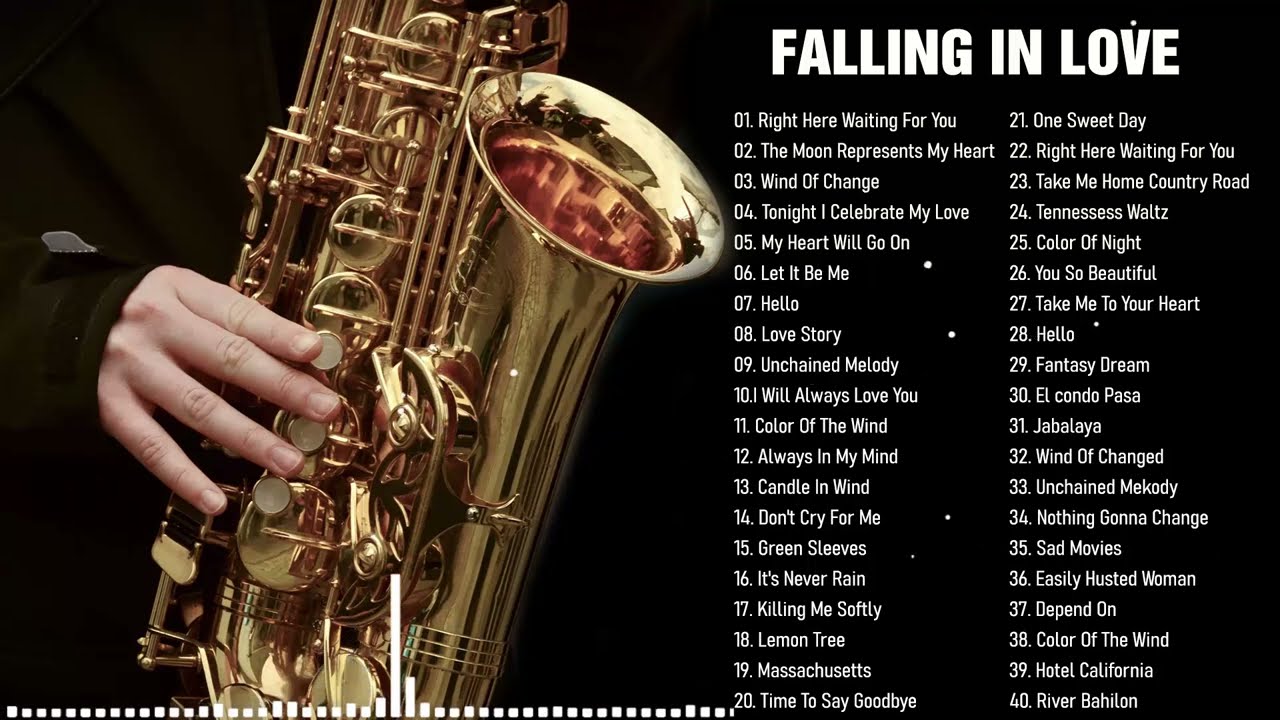 FALLING IN LOVE
01. Right Here Waiting For You
02. The Moon Represents My Heart
03. Wind Of Change
04. Tonight I Celebrate My Love
05. My Heart Will Go On
06. Let It Be Me
07. Hello
08. Love Story
09. Unchained Melody
10.I Will Always Love You
11. Color Of The Wind
12. Always In My Mind
13. Candle In Wind
14. Don't Cry For Me
15. Green Sleeves
16. It's Never Rain
17. Killing Me Softly
18. Lemon Tree
19. Massachusetts
20. Time To Say Goodbye
21. One Sweet Day
22. Right Here Waiting For You
23. Take Me Home Country Road
24. Tennessess Waltz
25. Color Of Night
26. You So Beautiful
27. Take Me To Your Heart
28. Hello
29. Fantasy Dream
30. El condo Pasa
31. Jabalaya
32. Wind Of Changed
33. Unchained Mekody
34. Nothing Gonna Change
35. Sad Movies
36. Easily Husted Woman
37. Depend On
38. Color Of The Wind
39. Hotel California
40. River Bahilon